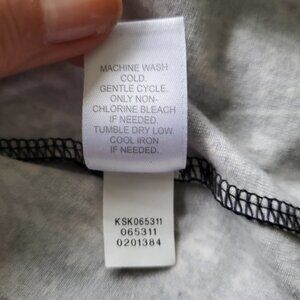 MACHINE WASH
COLD.
GENTLE CYCLE.
ONLY NON-
CHLORINE BLEACH
IF NEEDED.
TUMBLE DRY LOW.
COOL IRON
IF NEEDED.
KSK065311
065311
0201384